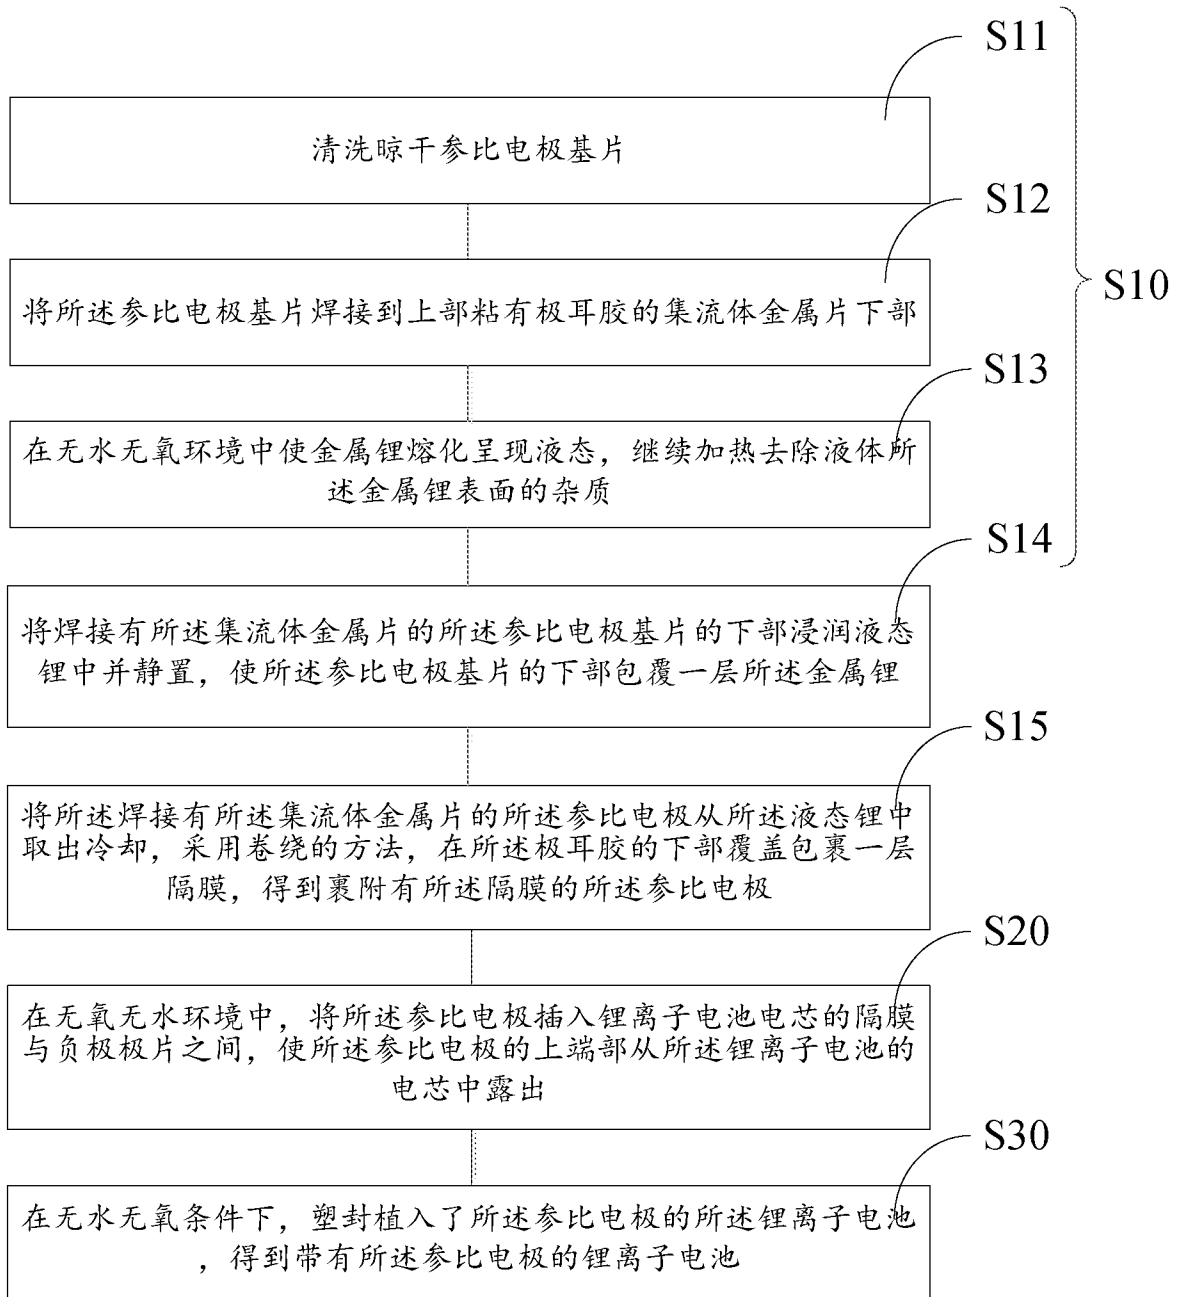 S11
清洗晾干参比电极基片
S12
将所述参比电极基片焊接到上部粘有极耳胶的集流体金属片下部
S10
S13
在无水无氧环境中使金属锂熔化呈现液态，继续加热去除液体所
述金属锂表面的杂质
S14
将焊接有所述集流体金属片的所述参比电极基片的下部浸润液态
锂中并静置，使所述参比电极基片的下部包覆一层所述金属锂
S15
将所述焊接有所述集流体金属片的所述参比电极从所述液态锂中
取出冷却，采用卷绕的方法，在所述极耳胶的下部覆盖包裹一层
隔膜，得到裹附有所述隔膜的所述参比电极
S20
在无氧无水环境中，将所述参比电极插入锂离子电池电芯的隔膜
与负极极片之间，使所述参比电极的上端部从所述锂离子电池的
电芯中露出
S30
在无水无氧条件下，塑封植入了所述参比电极的所述锂离子电池
，得到带有所述参比电极的锂离子电池